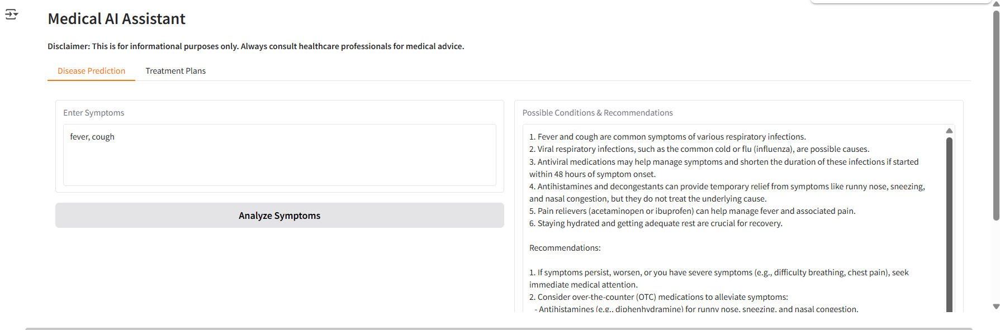 Medical AI Assistant
Disclaimer: This is for informational purposes only. Always consult healthcare professionals for medical advice.
Disease Prediction
Treatment Plans
Enter Symptoms
fever, cough
Analyze Symptoms
Possible Conditions & Recommendations
1. Fever and cough are common symptoms of various respiratory infections.
2. Viral respiratory infections, such as the common cold or flu (influenza), are possible causes.
3. Antiviral medications may help manage symptoms and shorten the duration of these infections if started
within 48 hours of symptom onset.
4. Antihistamines and decongestants can provide temporary relief from symptoms like runny nose, sneezing,
and nasal congestion, but they do not treat the underlying cause.
5. Pain relievers (acetaminopen or ibuprofen) can help manage fever and associated pain.
6. Staying hydrated and getting adequate rest are crucial for recovery.
Recommendations:
1. If symptoms persist, worsen, or you have severe symptoms (e.g., difficulty breathing, chest pain), seek
immediate medical attention.
2. Consider over-the-counter (OTC) medications to alleviate symptoms:
- Antihistamines (e.g., diphenhydramine) for runny nose, sneezing, and nasal congestion.